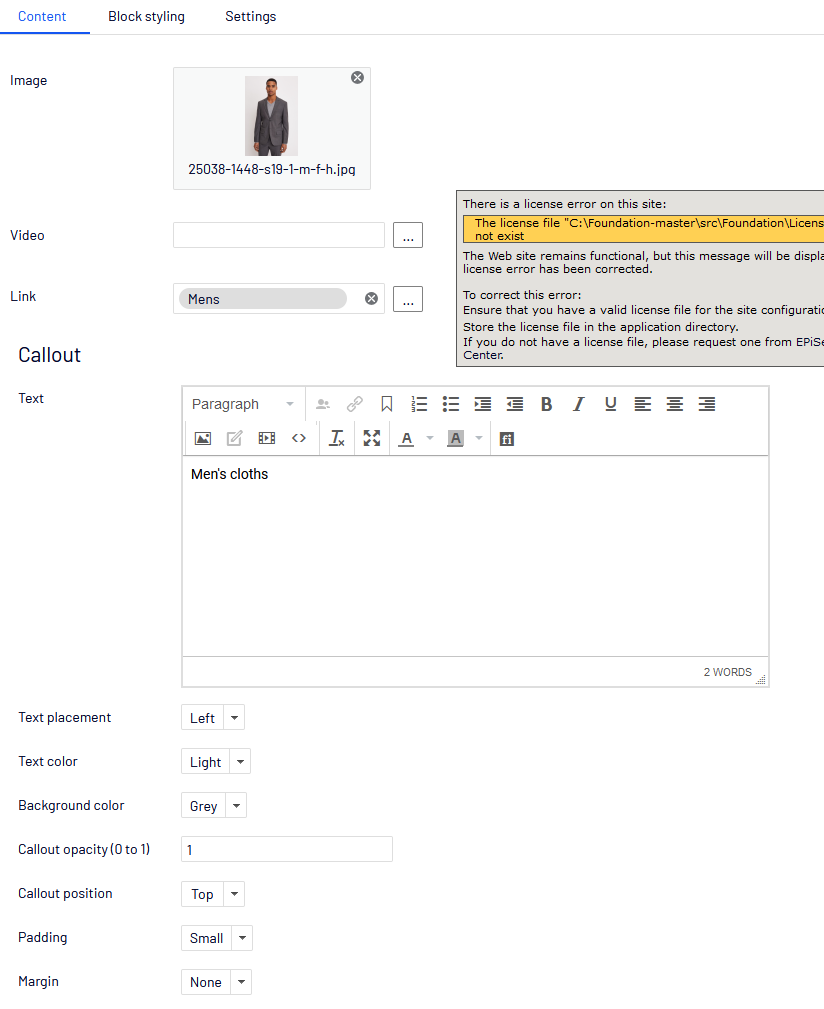 Content Block styling Settings
Image
25038-1448-s19-1-m-f-h.jpg
There is a license error on this site:
The license file "C:\Foundation-master\src\Foundation\Licens
not exist
The Web site remains functional, but this message will be displa
license error has been corrected.
To correct this error:
Ensure that you have a valid license file for the site configuratio
Store the license file in the application directory.
If you do not have a license file, please request one from EPiSe
Center.
Video ...
Link Mens ...
Callout
Text
Paragraph
Men's cloths
2 WORDS
Text placement Left
Text color Light
Background color Grey
Callout opacity (0 to 1) 1
Callout position Top
Padding Small
Margin None